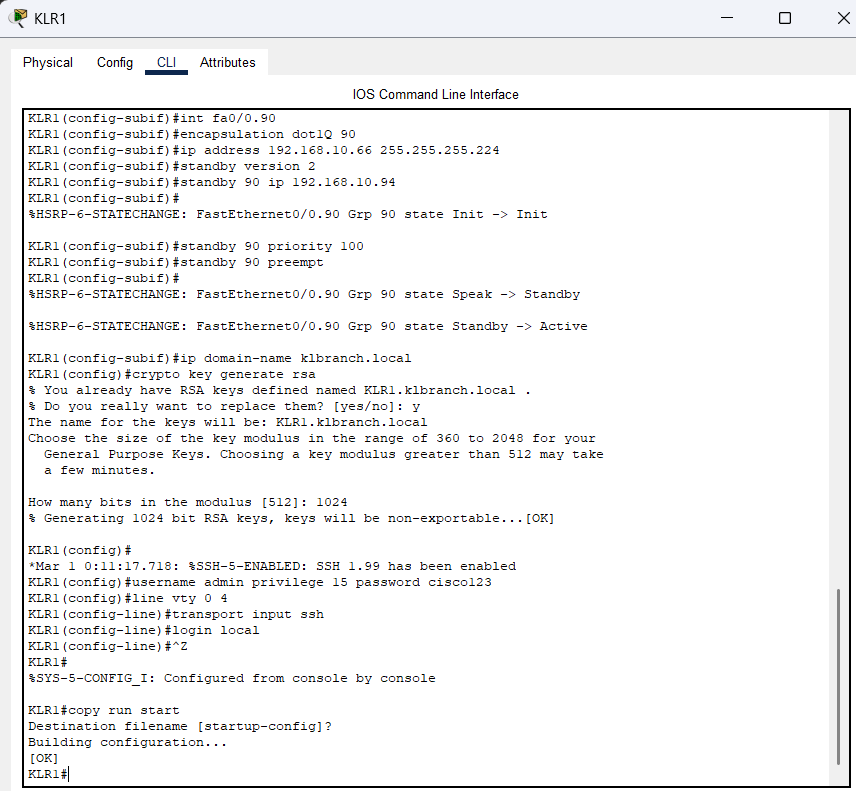 KLR1
Physical Config CLI Attributes
IOS Command Line Interface
KLR1(config-subif)#int fa0/0.90
KLR1(config-subif)#encapsulation dot1Q 90
KLR1(config-subif)#ip address 192.168.10.66 255.255.255.224
KLR1(config-subif)#standby version 2
KLR1(config-subif)#standby 90 ip 192.168.10.94
KLR1(config-subif)#
%HSRP-6-STATECHANGE: FastEthernet0/0.90 Grp 90 state Init -> Init
KLR1(config-subif)#standby 90 priority 100
KLR1(config-subif)#standby 90 preempt
KLR1(config-subif)#
%HSRP-6-STATECHANGE: FastEthernet0/0.90 Grp 90 state Speak -> Standby
%HSRP-6-STATECHANGE: FastEthernet0/0.90 Grp 90 state Standby -> Active
KLR1(config-subif)#ip domain-name klbranch.local
KLR1(config)#crypto key generate rsa
% You already have RSA keys defined named KLR1.klbranch.local .
% Do you really want to replace them? [yes/no]: y
The name for the keys will be: KLR1.klbranch.local
Choose the size of the key modulus in the range of 360 to 2048 for your
General Purpose Keys. Choosing a key modulus greater than 512 may take
a few minutes.
How many bits in the modulus [512]: 1024
% Generating 1024 bit RSA keys, keys will be non-exportable...[OK]
KLR1(config)#
*Mar 1 0:11:17.718: %SSH-5-ENABLED: SSH 1.99 has been enabled
KLR1(config)#username admin privilege 15 password cisco123
KLR1(config)#line vty 0 4
KLR1(config-line)#transport input ssh
KLR1(config-line)#login local
KLR1(config-line)#^Z
KLR1#
%SYS-5-CONFIG_I: Configured from console by console
KLR1#copy run start
Destination filename [startup-config]?
Building configuration...
[OK]
KLR1#